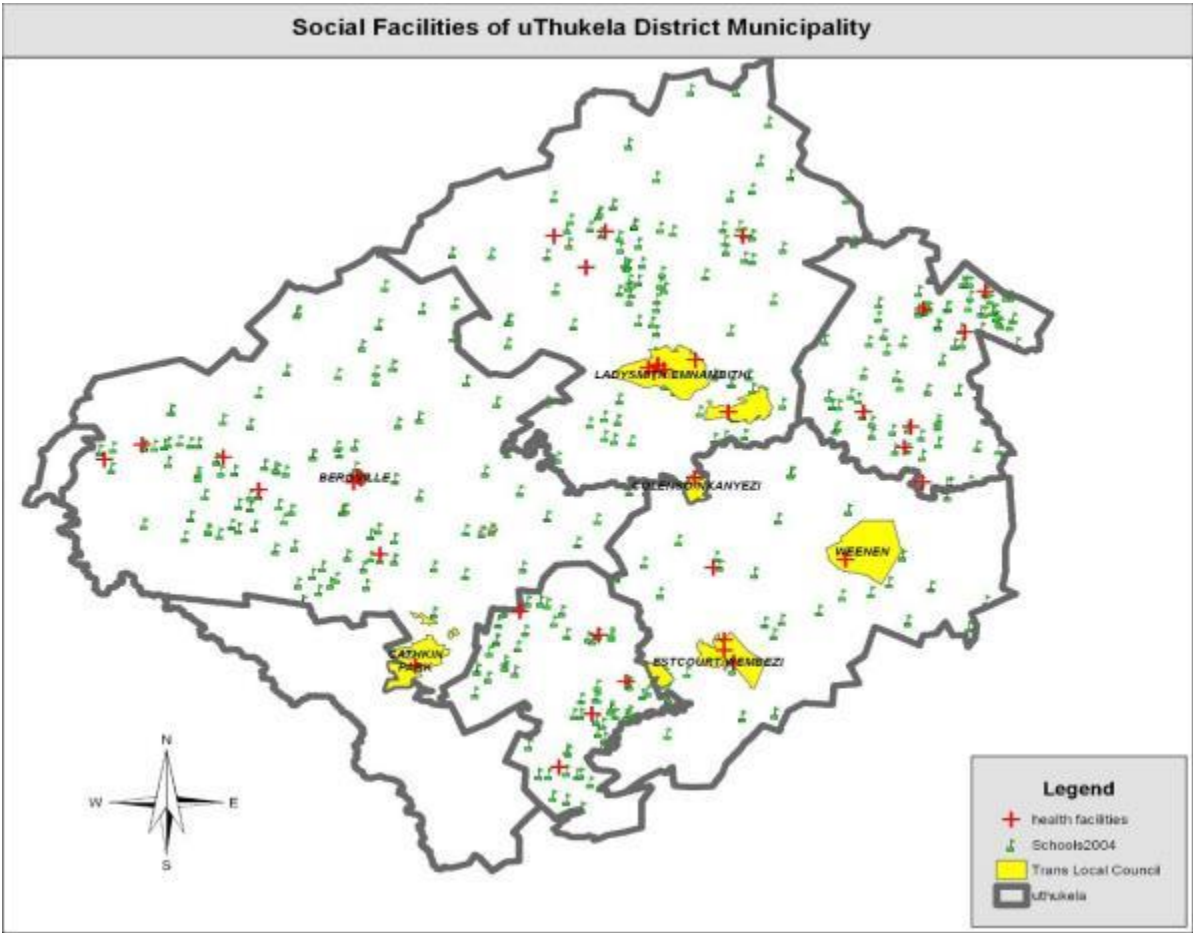 Social Facilities of uThukela District Municipality
LADYSMITH EMNAMBITHI
BERGVILLE
COLENSO/NKANYEZI
WEENEN
CATHKIN
PARK
ESTCOURT/WEMBEZI
N
W
E
S
Legend
health facilities
Schools2004
Trans Local Council
uthukela